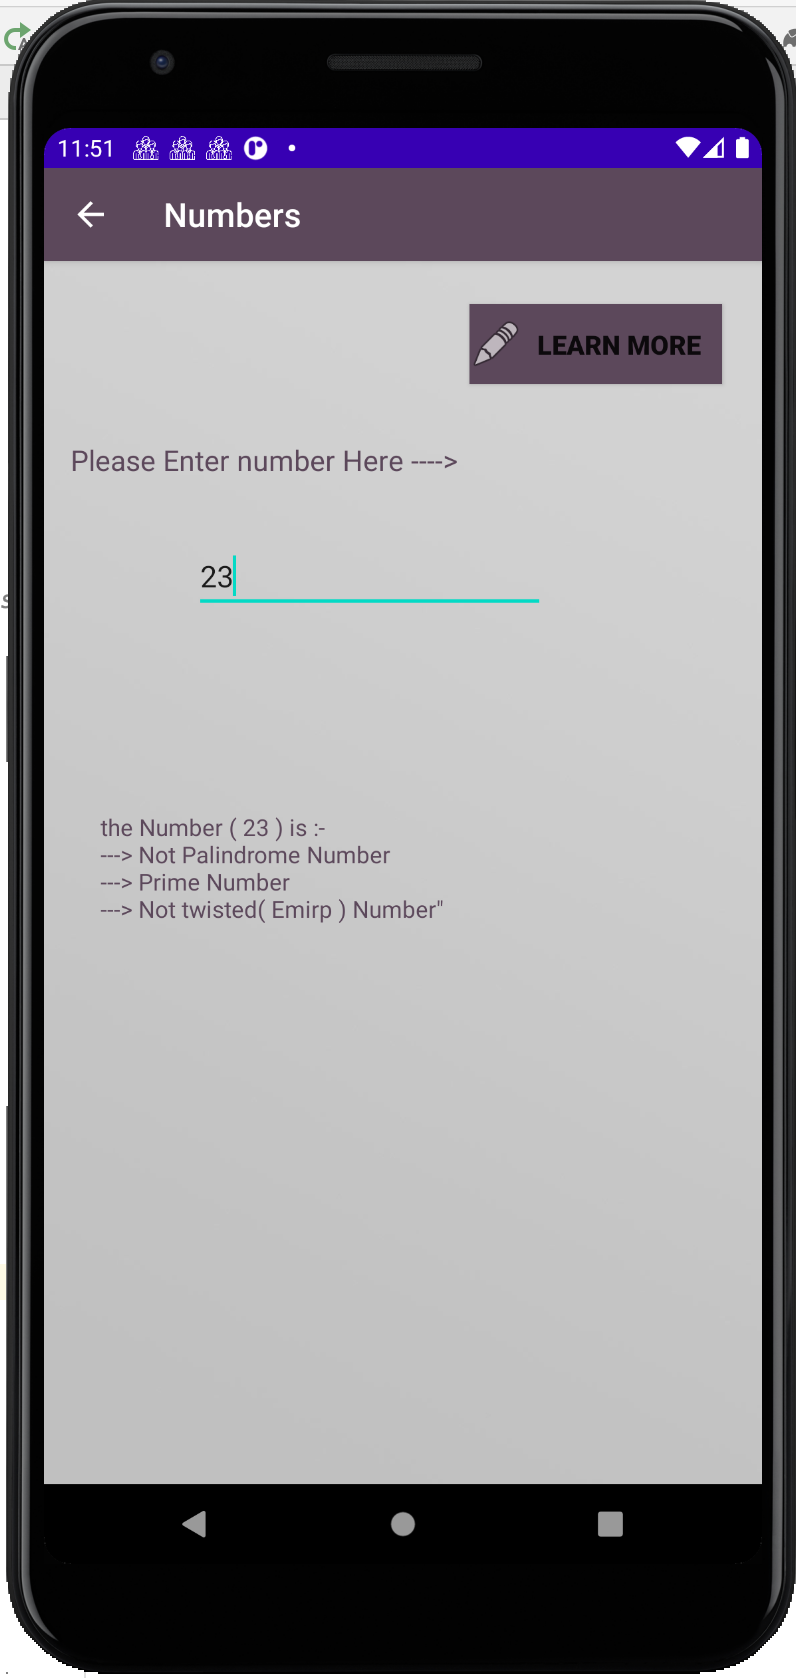 11:51
Numbers
LEARN MORE
Please Enter number Here ---->
23
the Number ( 23 ) is :-
---> Not Palindrome Number
---> Prime Number
---> Not twisted( Emirp ) Number"